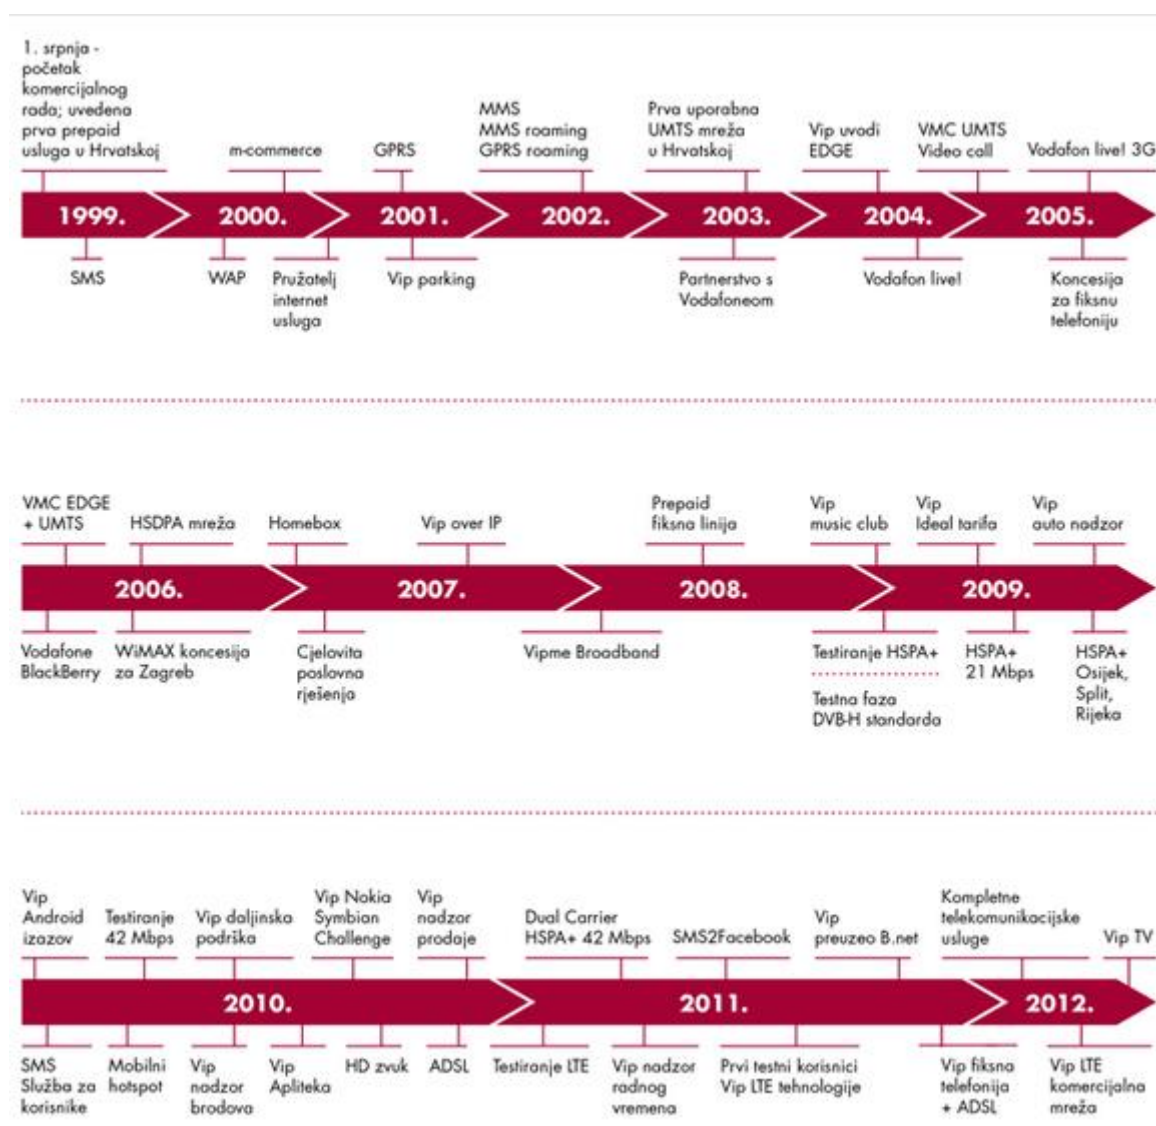 1. srpnja -
početak
komercijalnog
rada; uvedena
prva prepaid
usluga u Hrvatskoj
m-commerce
GPRS
MMS
MMS roaming
GPRS roaming
Prva uporabna
UMTS mreža
u Hrvatskoj
Vip uvodi
EDGE
VMC UMTS
Video call
Vodafon live! 3G
1999.
2000.
2001.
2002.
2003.
2004.
2005.
SMS
WAP
Pružatelj
internet
usluga
Vip parking
Partnerstvo s
Vodafoneom
Vodafon live!
Koncesija
za fiksnu
telefoniju
VMC EDGE
+ UMTS
HSDPA mreža
Homebox
Vip over IP
Prepaid
fiksna linija
Vip
music club
Vip
Ideal tarifa
Vip
auto nadzor
2006.
2007.
2008.
2009.
Vodafone
BlackBerry
WiMAX koncesija
za Zagreb
Cjelovita
poslovna
rješenja
Vipme Broadband
Testiranje HSPA+
Testna faza
DVB-H standarda
HSPA+
21 Mbps
HSPA+
Osijek,
Split,
Rijeka
Vip
Android
izazov
Testiranje
42 Mbps
Vip daljinska
podrška
Vip Nokia
Symbian
Challenge
Vip
nadzor
prodaje
Dual Carrier
HSPA+ 42 Mbps
SMS2Facebook
Vip
preuzeo B.net
Kompletne
telekomunikacijske
usluge
Vip TV
2010.
2011.
2012.
SMS
Služba za
korisnike
Mobilni
hotspot
Vip
nadzor
brodova
Vip
Apliteka
HD zvuk
ADSL
Testiranje LTE
Vip nadzor
radnog
vremena
Prvi testni korisnici
Vip LTE tehnologije
Vip fiksna
telefonija
+ ADSL
Vip LTE
komercijalna
mreža